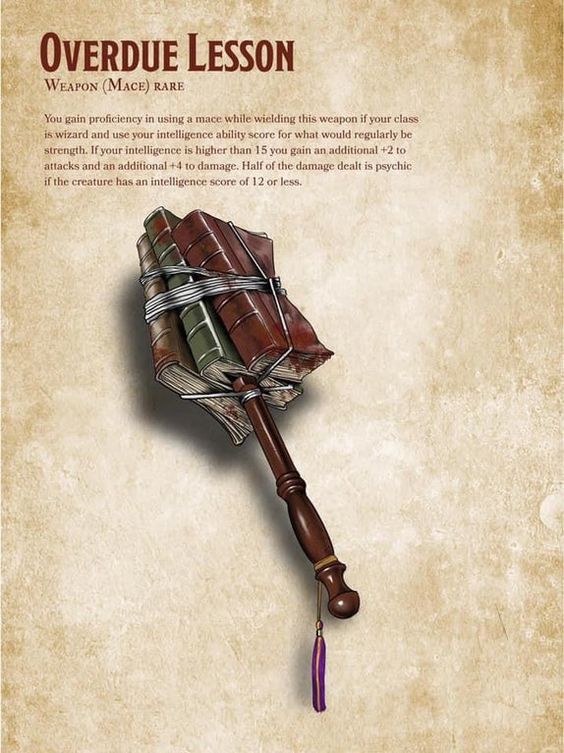 Overdue Lesson
Weapon (Mace) rare
You gain proficiency in using a mace while wielding this weapon if your class
is wizard and use your intelligence ability score for what would regularly be
strength. If your intelligence is higher than 15 you gain an additional +2 to
attacks and an additional +4 to damage. Half of the damage dealt is psychic
if the creature has an intelligence score of 12 or less.